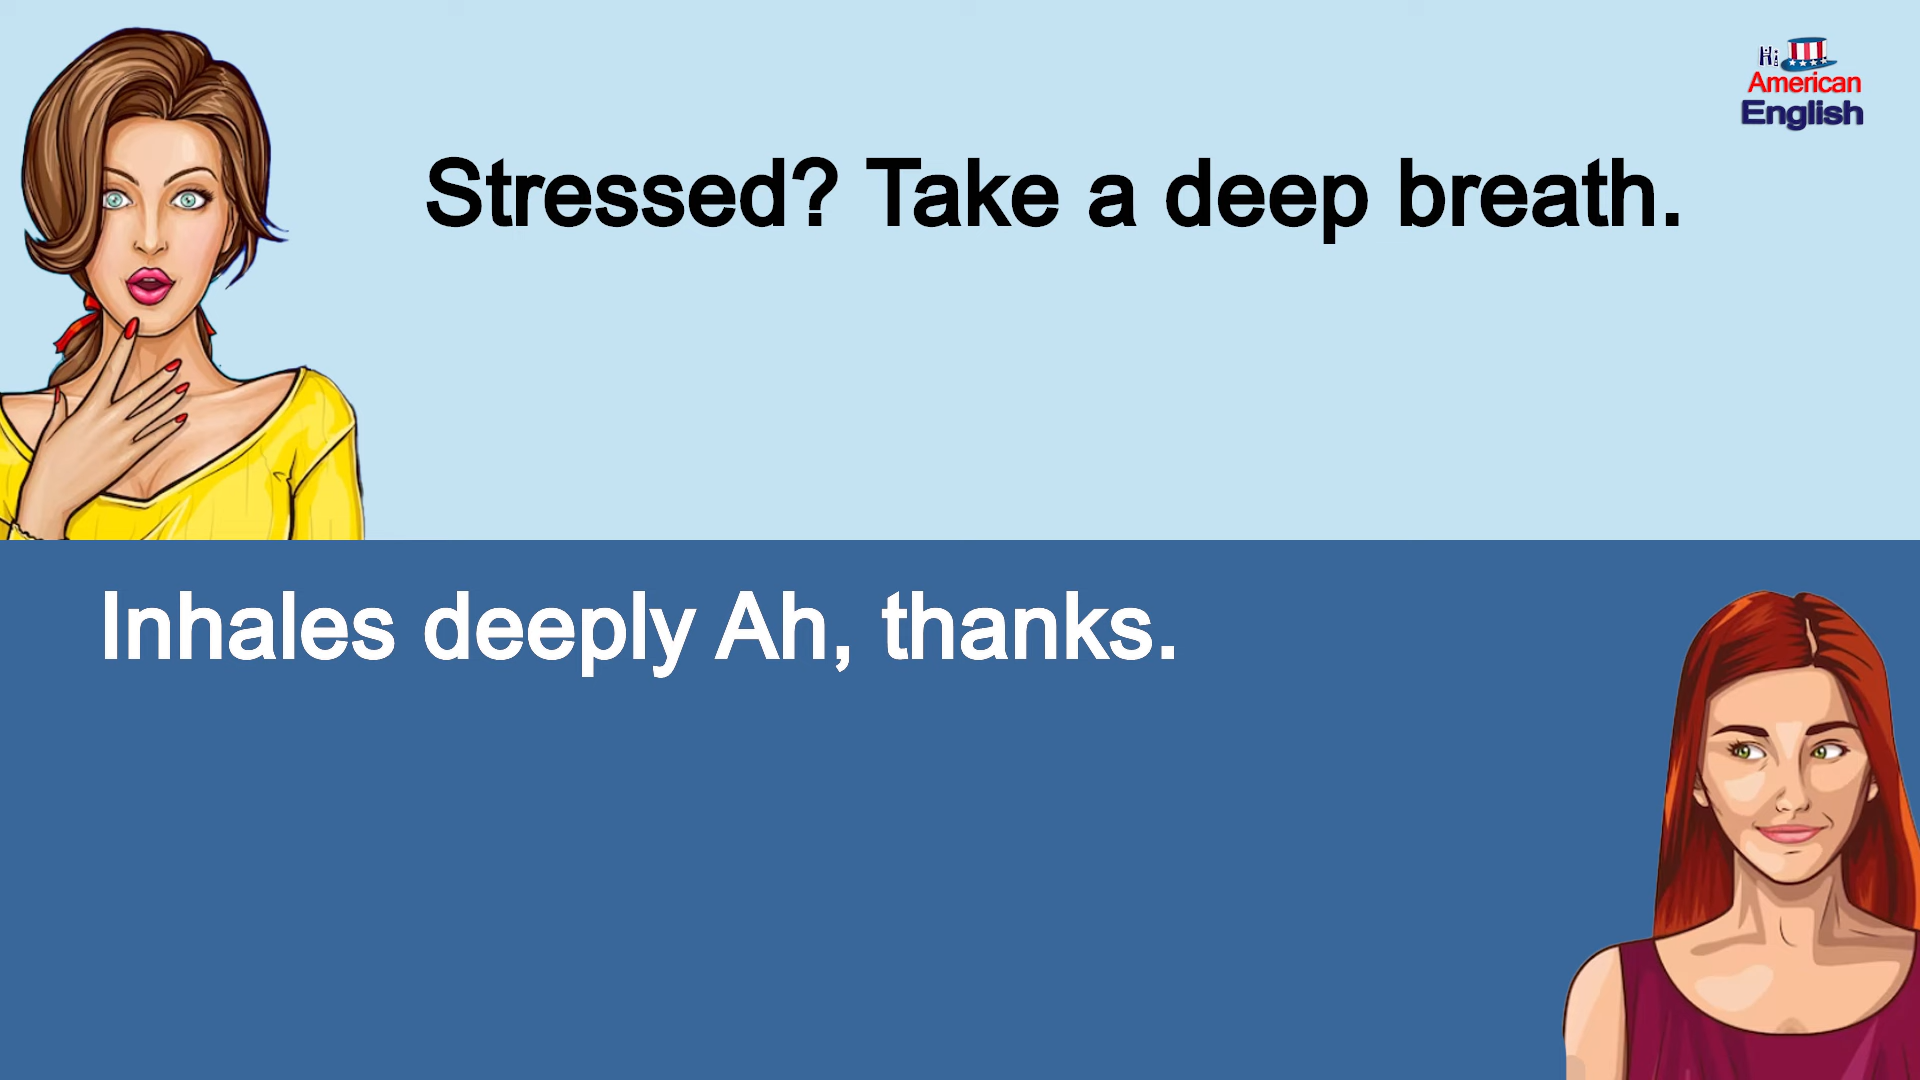 Hi
American
English
Stressed? Take a deep breath.
Inhales deeply Ah, thanks.